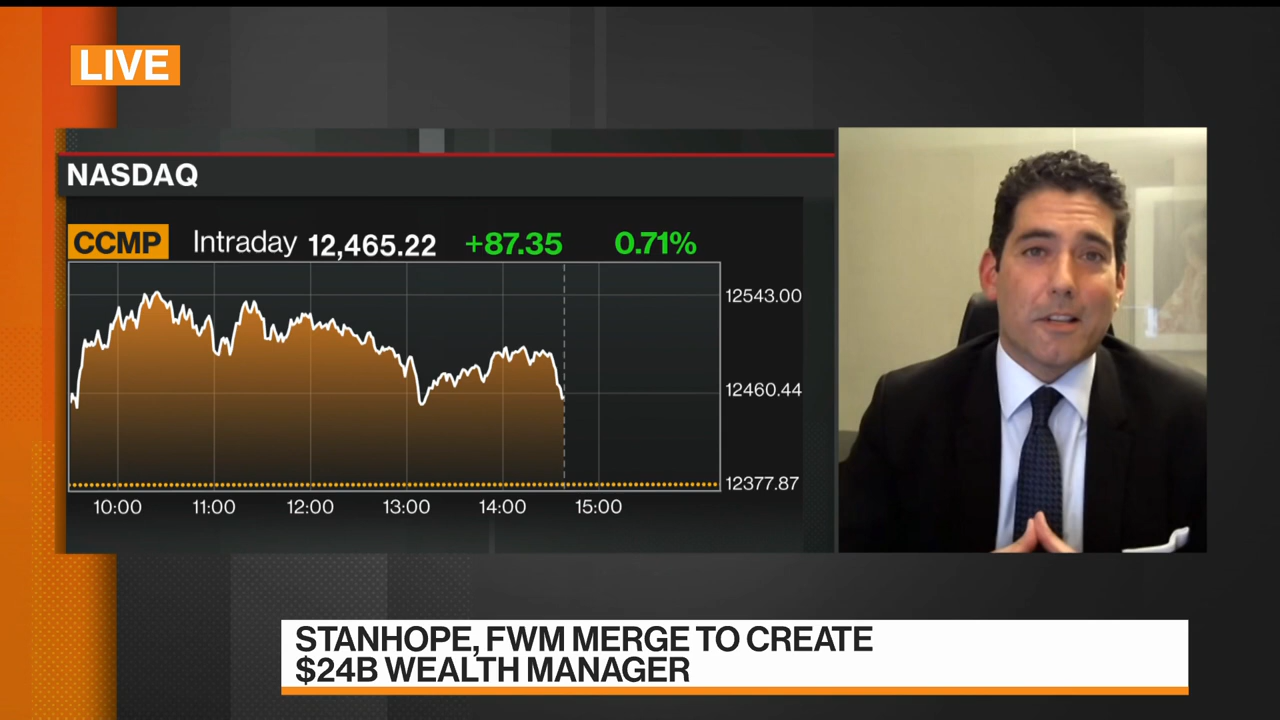 LIVE
NASDAQ
CCMP Intraday 12,465.22 +87.35 0.71%
12543.00
12460.44
12377.87
10:00 11:00 12:00 13:00 14:00 15:00
STANHOPE, FWM MERGE TO CREATE
$24B WEALTH MANAGER